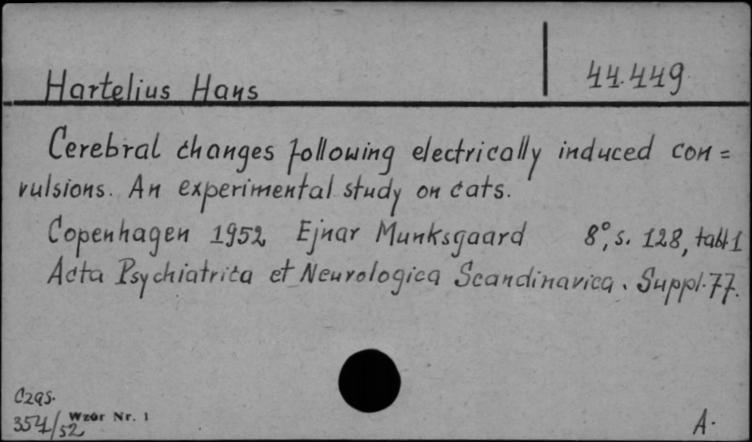 Hartelius Hans
44.449
Cerebral changes following electrically induced con=
vulsions. An experimental study on cats.
Copenhagen 1952 Ejnar Munksgaard 8°, s. 128, tabl 1
Acta Psychiatrica et Neurologica Scandinavica. Suppl. 77.
Czas.
354/52
Wzór Nr. 1
A.